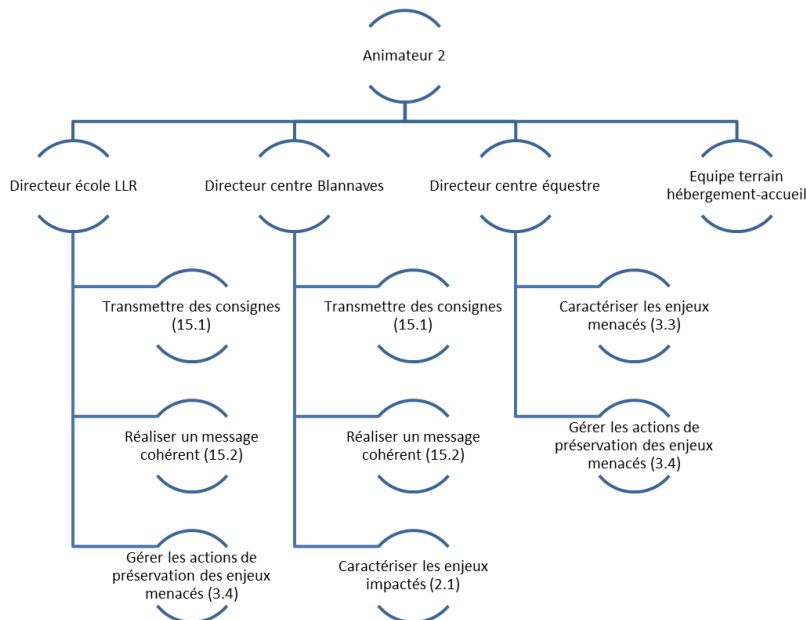 Animateur 2
Directeur école LLR
Directeur centre Blannaves
Directeur centre équestre
Equipe terrain
hébergement-accueil
Transmettre des consignes
(15.1)
Transmettre des consignes
(15.1)
Caractériser les enjeux
menacés (3.3)
Réaliser un message
cohérent (15.2)
Réaliser un message
cohérent (15.2)
Gérer les actions de
préservation des enjeux
menacés (3.4)
Gérer les actions de
préservation des enjeux
menacés (3.4)
Caractériser les enjeux
impactés (2.1)